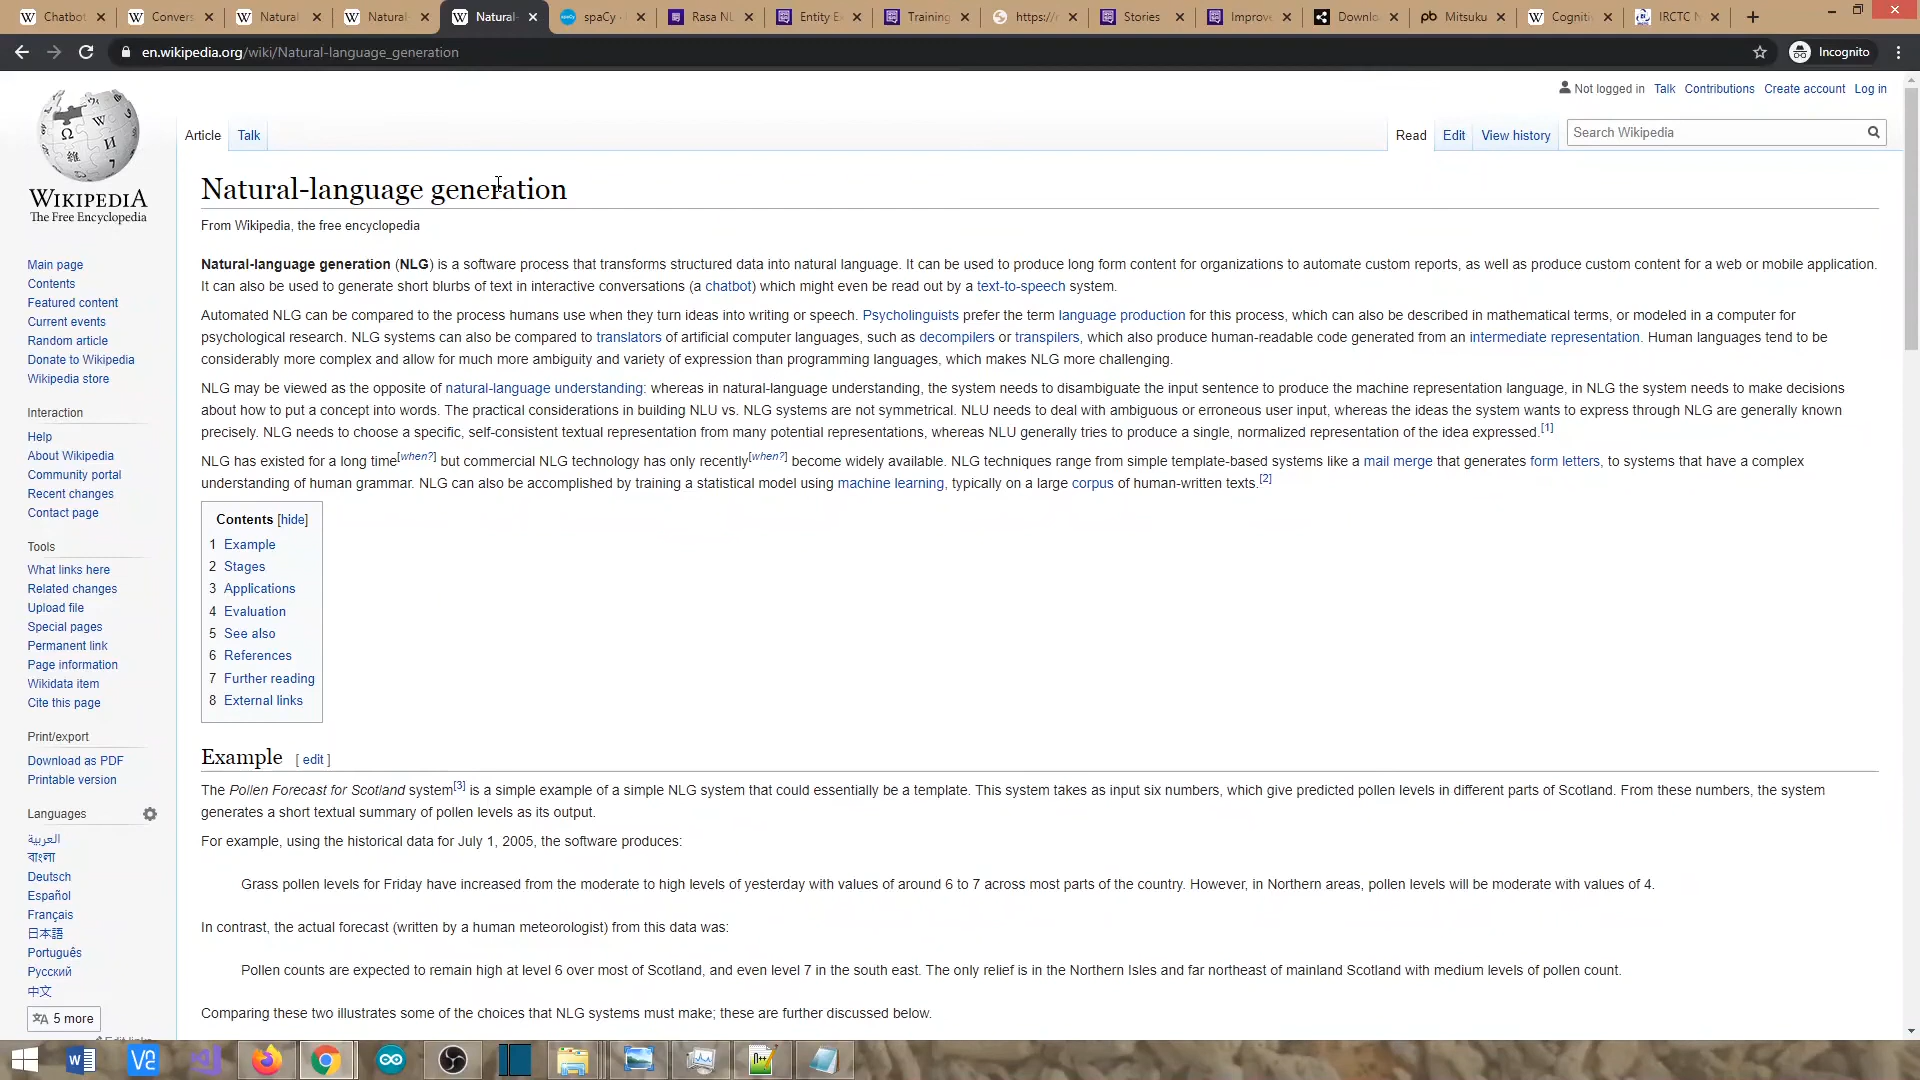 Chatbot
Convers
Natural
Natural-
Natural-
spaCy -
Rasa NL
Entity E
Training
https://r
Stories
Improve
Downlo
Mitsuku
Cogniti
IRCTC N
en.wikipedia.org/wiki/Natural-language_generation
Incognito
Not logged in Talk Contributions Create account Log in
Article Talk
Read Edit View history
Search Wikipedia
WIKIPEDIA
The Free Encyclopedia
Main page
Contents
Featured content
Current events
Random article
Donate to Wikipedia
Wikipedia store
Interaction
Help
About Wikipedia
Community portal
Recent changes
Contact page
Tools
What links here
Related changes
Upload file
Special pages
Permanent link
Page information
Wikidata item
Cite this page
Print/export
Download as PDF
Printable version
Languages
العربية
বাংলা
Deutsch
Español
Français
日本語
Português
Русский
中文
5 more
Natural-language generation
From Wikipedia, the free encyclopedia
Natural-language generation (NLG) is a software process that transforms structured data into natural language. It can be used to produce long form content for organizations to automate custom reports, as well as produce custom content for a web or mobile application.
It can also be used to generate short blurbs of text in interactive conversations (a chatbot) which might even be read out by a text-to-speech system.
Automated NLG can be compared to the process humans use when they turn ideas into writing or speech. Psycholinguists prefer the term language production for this process, which can also be described in mathematical terms, or modeled in a computer for
psychological research. NLG systems can also be compared to translators of artificial computer languages, such as decompilers or transpilers, which also produce human-readable code generated from an intermediate representation. Human languages tend to be
considerably more complex and allow for much more ambiguity and variety of expression than programming languages, which makes NLG more challenging.
NLG may be viewed as the opposite of natural-language understanding: whereas in natural-language understanding, the system needs to disambiguate the input sentence to produce the machine representation language, in NLG the system needs to make decisions
about how to put a concept into words. The practical considerations in building NLU vs. NLG systems are not symmetrical. NLU needs to deal with ambiguous or erroneous user input, whereas the ideas the system wants to express through NLG are generally known
precisely. NLG needs to choose a specific, self-consistent textual representation from many potential representations, whereas NLU generally tries to produce a single, normalized representation of the idea expressed.[1]
NLG has existed for a long time[when?] but commercial NLG technology has only recently[when?] become widely available. NLG techniques range from simple template-based systems like a mail merge that generates form letters, to systems that have a complex
understanding of human grammar. NLG can also be accomplished by training a statistical model using machine learning, typically on a large corpus of human-written texts.[2]
Contents [hide]
1 Example
2 Stages
3 Applications
4 Evaluation
5 See also
6 References
7 Further reading
8 External links
Example [ edit ]
The Pollen Forecast for Scotland system[3] is a simple example of a simple NLG system that could essentially be a template. This system takes as input six numbers, which give predicted pollen levels in different parts of Scotland. From these numbers, the system
generates a short textual summary of pollen levels as its output.
For example, using the historical data for July 1, 2005, the software produces:
Grass pollen levels for Friday have increased from the moderate to high levels of yesterday with values of around 6 to 7 across most parts of the country. However, in Northern areas, pollen levels will be moderate with values of 4.
In contrast, the actual forecast (written by a human meteorologist) from this data was:
Pollen counts are expected to remain high at level 6 over most of Scotland, and even level 7 in the south east. The only relief is in the Northern Isles and far northeast of mainland Scotland with medium levels of pollen count.
Comparing these two illustrates some of the choices that NLG systems must make; these are further discussed below.